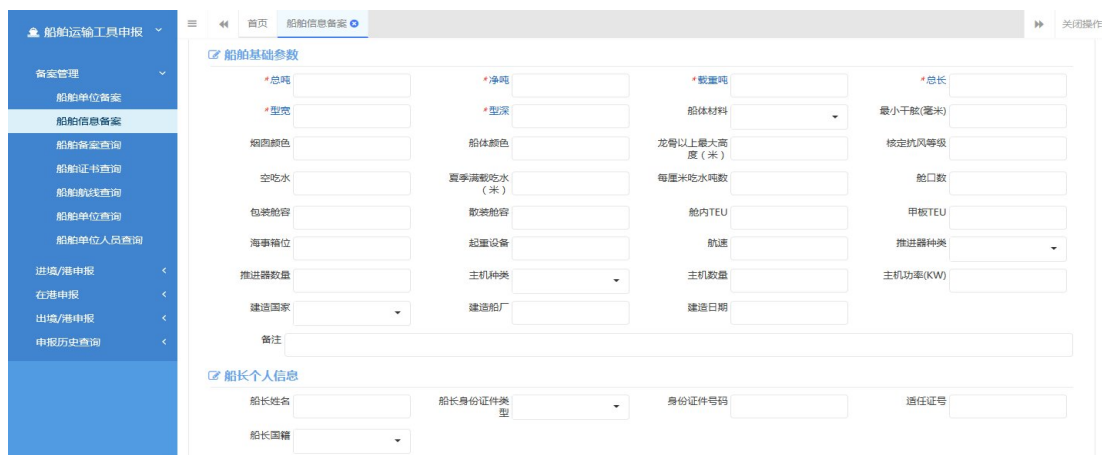 船舶运输工具申报
首页 船舶信息备案 关闭操作
备案管理
船舶单位备案
船舶信息备案
船舶备案查询
船舶证书查询
船舶航线查询
船舶单位查询
船舶单位人员查询
进境/港申报
在港申报
出境/港申报
申报历史查询
船舶基础参数
*总吨 *净吨 *载重吨 *总长
*型宽 *型深 船体材料 最小干舷(毫米)
烟囱颜色 船体颜色 龙骨以上最大高
度（米） 核定抗风等级
空吃水 夏季满载吃水
（米） 每厘米吃水吨数 舱口数
包装舱容 散装舱容 舱内TEU 甲板TEU
海事箱位 起重设备 航速 推进器种类
推进器数量 主机种类 主机数量 主机功率(KW)
建造国家 建造船厂 建造日期
备注
船长个人信息
船长姓名 船长身份证件类
型 身份证件号码 适任证号
船长国籍